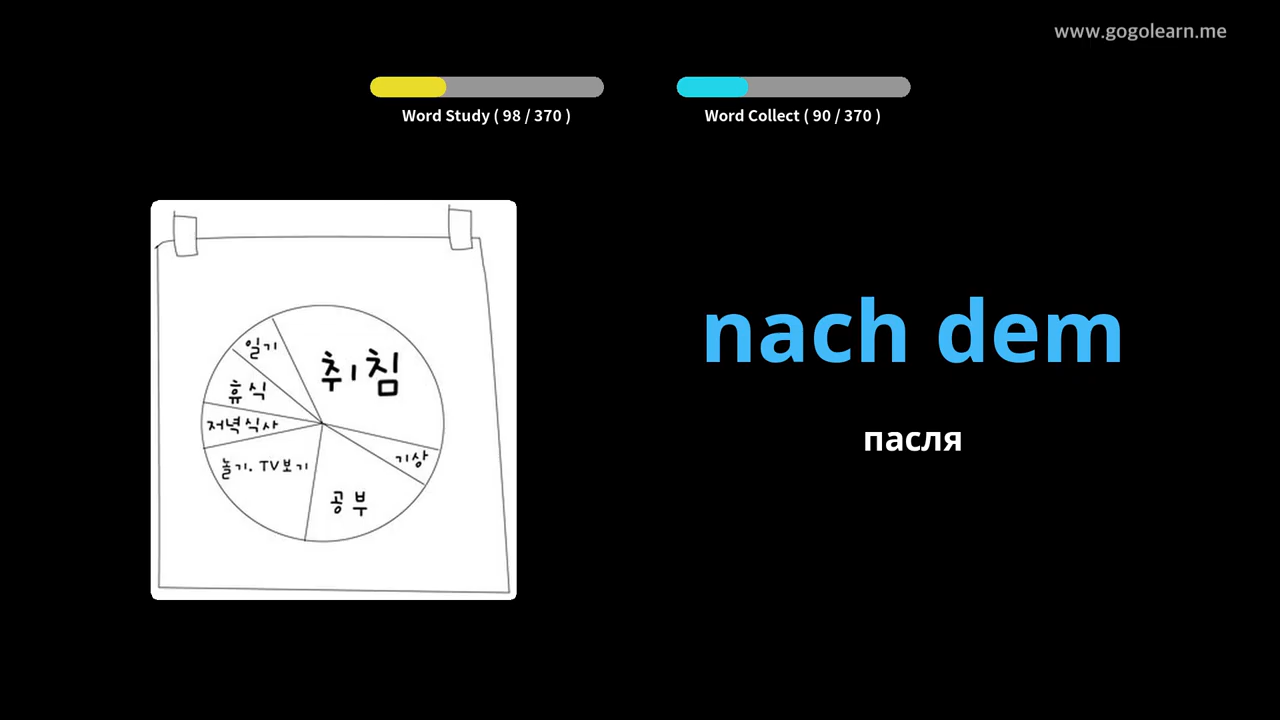 www.gogolearn.me
Word Study ( 98 / 370 )
Word Collect ( 90 / 370 )
일기
취침
휴식
저녁식사
놀기. TV보기
기상
공부
nach dem
пасля